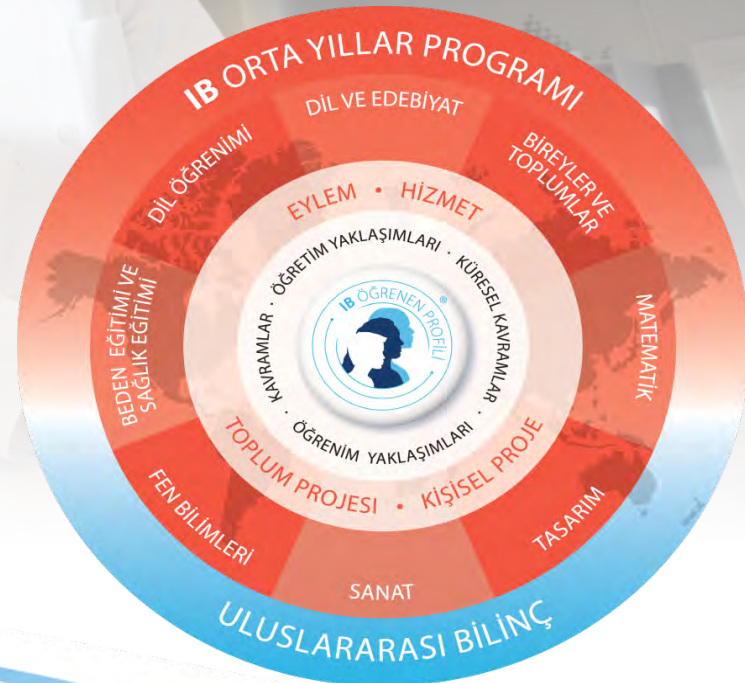 IB ORTA YILLAR PROGRAMI
DİL VE EDEBİYAT
BİREYLER VE
TOPLUMLAR
MATEMATİK
TASARIM
SANAT
FEN BİLİMLERİ
BEDEN EĞİTİMİ VE
SAĞLIK EĞİTİMİ
DİL ÖĞRENİMİ
EYLEM • HİZMET
TOPLUM PROJESI • KİŞİSEL PROJE
KAVRAMLAR · ÖĞRETİM YAKLAŞIMLARI · KÜRESEL KAVRAMLAR · ÖĞRENİM YAKLAŞIMLARI ·
IB ÖĞRENEN PROFİLİ ®
ULUSLARARASI BİLİNÇ